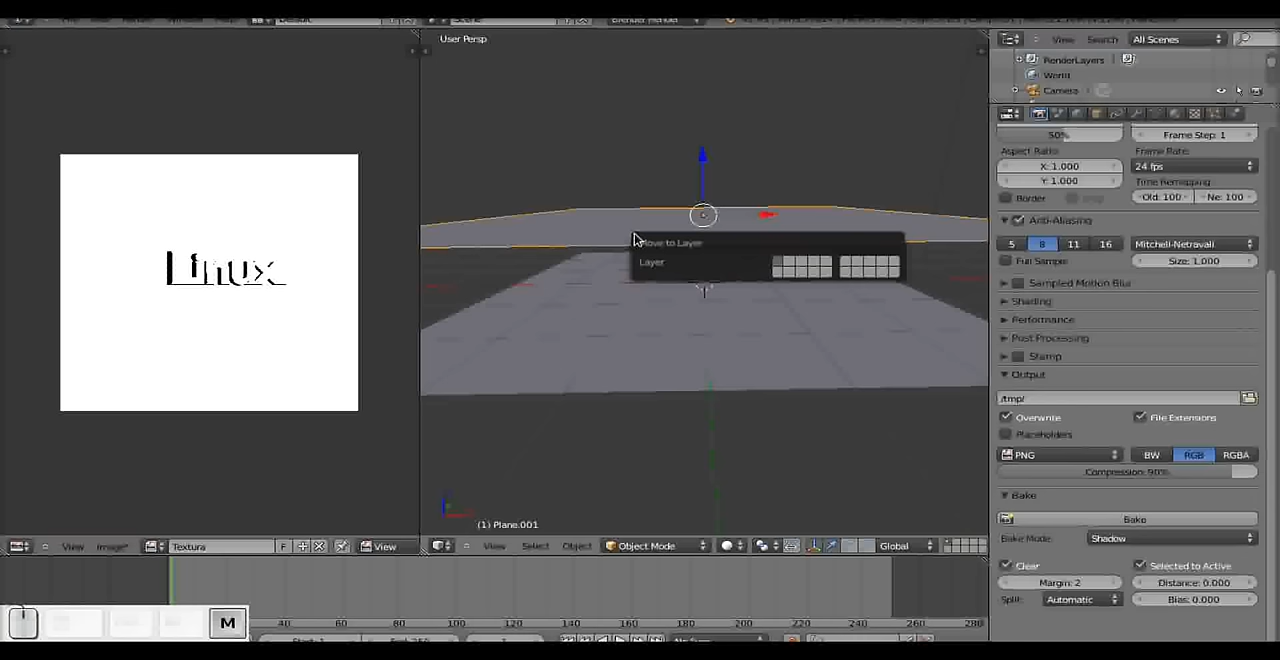 User Persp
View
Search
All Scenes
RenderLayers
World
Camera
50%
Frame Step: 1
Aspect Ratio:
Frame Rate:
X: 1.000
24 fps
Y: 1.000
Time Remapping
Border
Old: 100
Ne: 100
Anti-Aliasing
5
8
11
16
Mitchell-Netravali
Full Sample
Size: 1.000
Sampled Motion Blur
Shading
Performance
Post Processing
Stamp
Output
/tmp/
Overwrite
File Extensions
Placeholders
PNG
BW
RGB
RGBA
Compression: 90%
Bake
Bake
Bake Mode:
Shadow
Clear
Selected to Active
Margin: 2
Distance: 0.000
Split:
Automatic
Bias: 0.000
Linux
Move to Layer
Layer
(1) Plane.001
View
Image*
Textura
F
View
View
Select
Object
Object Mode
Global
40
60
80
100
120
140
160
180
200
220
240
260
280
M